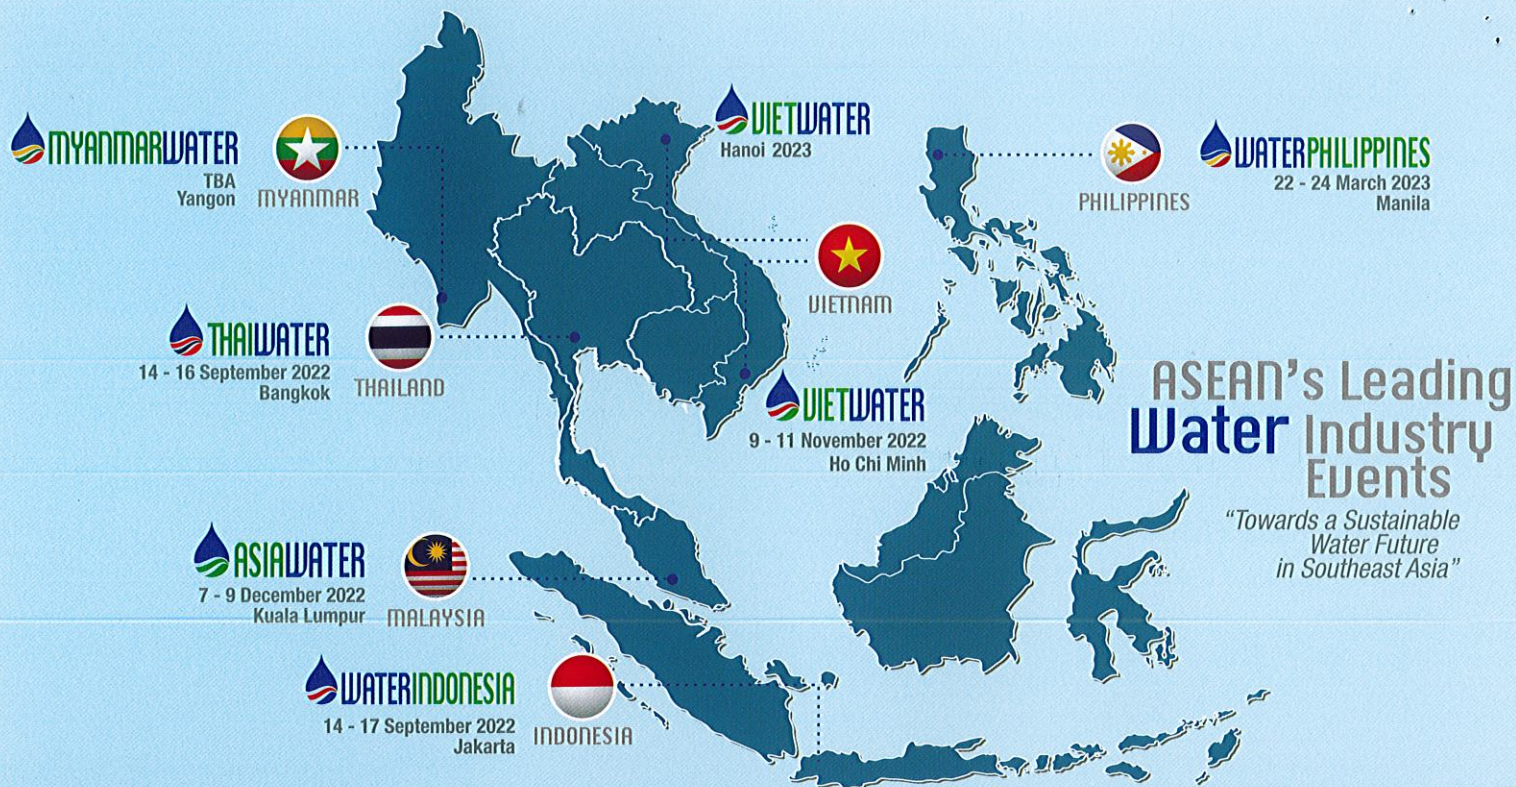 MYANMARWATER
TBA
Yangon
MYANMAR
VIETWATER
Hanoi 2023
PHILIPPINES
WATERPHILIPPINES
22 - 24 March 2023
Manila
VIETNAM
THAIWATER
14 - 16 September 2022
Bangkok
THAILAND
VIETWATER
9 - 11 November 2022
Ho Chi Minh
ASEAN's Leading
Water Industry
Events
"Towards a Sustainable
Water Future
in Southeast Asia"
ASIAWATER
7 - 9 December 2022
Kuala Lumpur
MALAYSIA
WATERINDONESIA
14 - 17 September 2022
Jakarta
INDONESIA